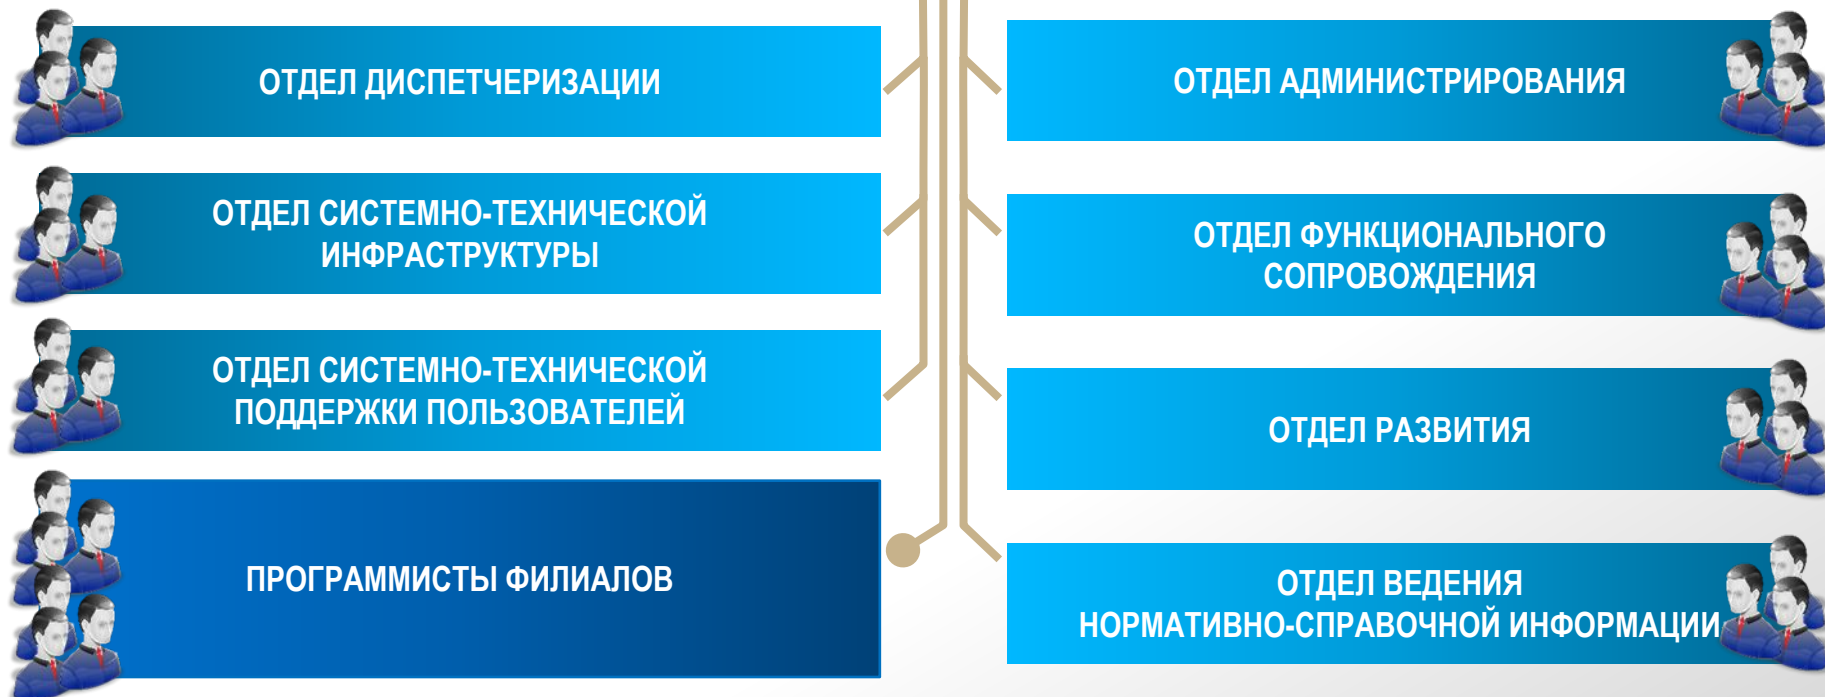 ОТДЕЛ ДИСПЕТЧЕРИЗАЦИИ
ОТДЕЛ СИСТЕМНО-ТЕХНИЧЕСКОЙ
ИНФРАСТРУКТУРЫ
ОТДЕЛ СИСТЕМНО-ТЕХНИЧЕСКОЙ
ПОДДЕРЖКИ ПОЛЬЗОВАТЕЛЕЙ
ПРОГРАММИСТЫ ФИЛИАЛОВ
ОТДЕЛ АДМИНИСТРИРОВАНИЯ
ОТДЕЛ ФУНКЦИОНАЛЬНОГО
СОПРОВОЖДЕНИЯ
ОТДЕЛ РАЗВИТИЯ
ОТДЕЛ ВЕДЕНИЯ
НОРМАТИВНО-СПРАВОЧНОЙ ИНФОРМАЦИИ